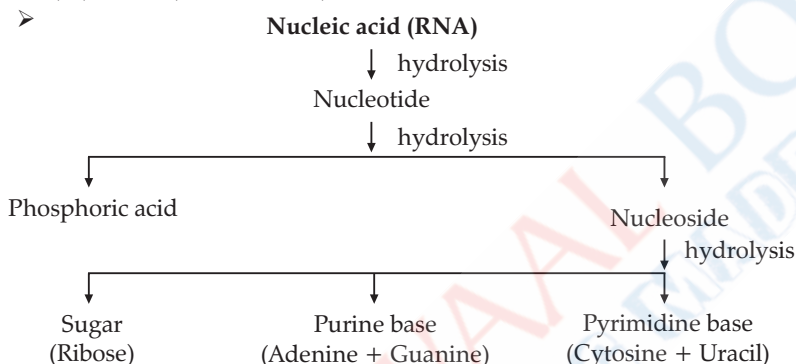 ➢ Nucleic acid (RNA)
hydrolysis
Nucleotide
hydrolysis
Phosphoric acid
Nucleoside
hydrolysis
Sugar Purine base Pyrimidine base
(Ribose) (Adenine + Guanine) (Cytosine + Uracil)